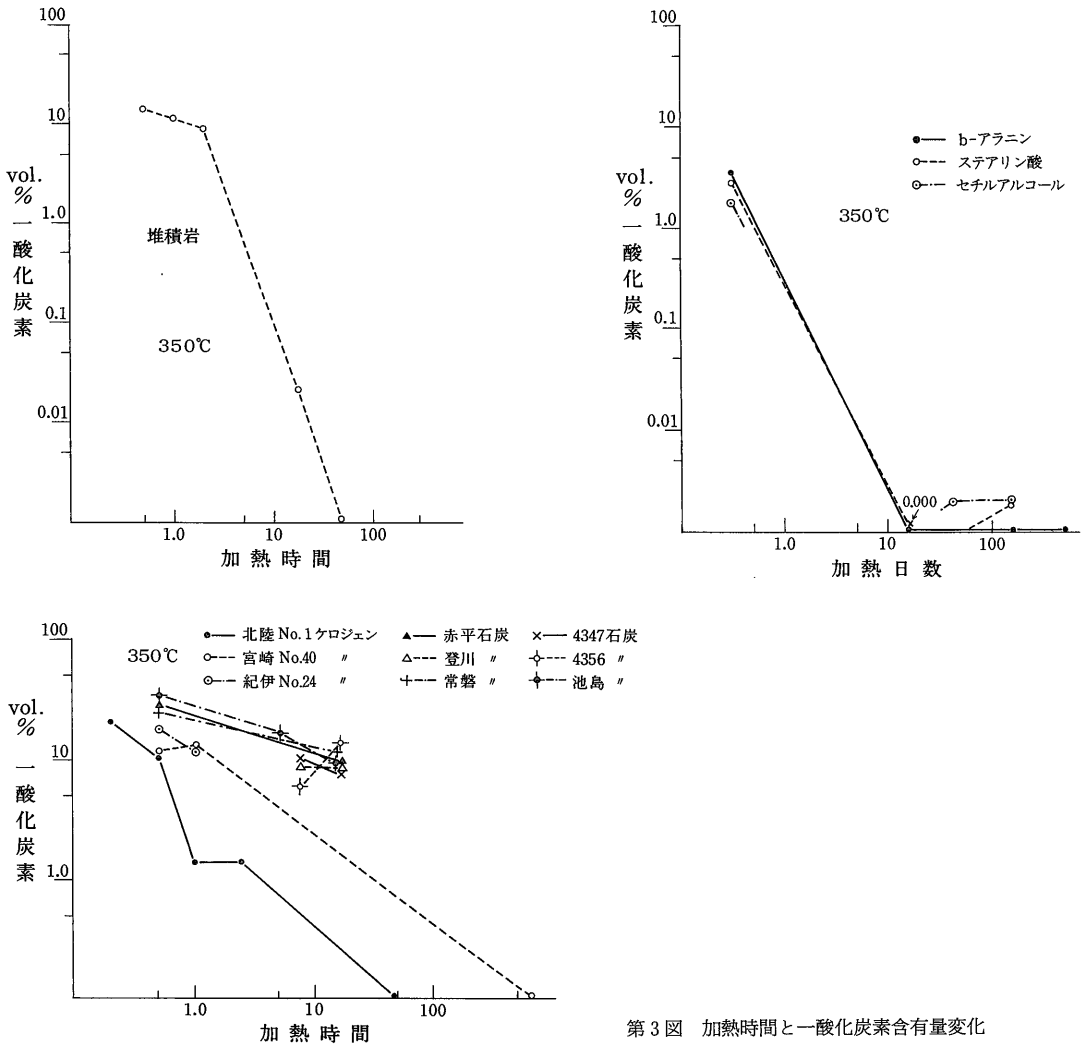 100
10
1.0
0.1
0.01
vol.
%
一酸化炭素
堆積岩
350℃
1.0 10 100
加熱時間
100
10
1.0
0.1
0.01
vol.
%
一酸化炭素
b-アラニン
ステアリン酸
セチルアルコール
350℃
0.000
1.0 10 100
加熱日数
100
10
1.0
vol.
%
一酸化炭素
350℃
北陸 No.1 ケロジェン 赤平石炭 4347石炭
宮崎 No.40 〃 登川 〃 4356 〃
紀伊 No.24 〃 常磐 〃 池島 〃
1.0 10 100
加熱時間
第3図 加熱時間と一酸化炭素含有量変化